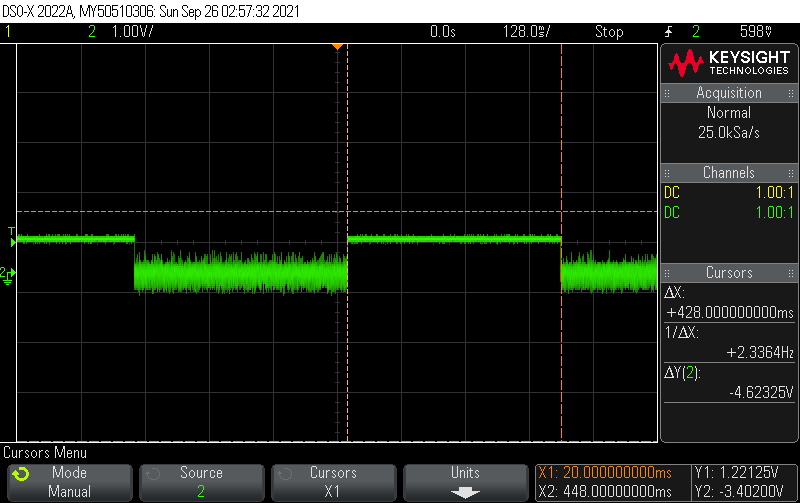 DSO-X 2022A, MY50510306: Sun Sep 26 02:57:32 2021
1 2 1.00V/ 0.0s 128.0ms/ Stop 2 598mV
KEYSIGHT
TECHNOLOGIES
Acquisition
Normal
25.0kSa/s
Channels
DC 1.00:1
DC 1.00:1
T
2
Cursors
ΔX:
+428.000000000ms
1/ΔX:
+2.3364Hz
ΔY(2):
-4.62325V
Cursors Menu
Mode
Manual
Source
2
Cursors
X1
Units
X1: 20.000000000ms
X2: 448.00000000ms
Y1: 1.22125V
Y2: -3.40200V